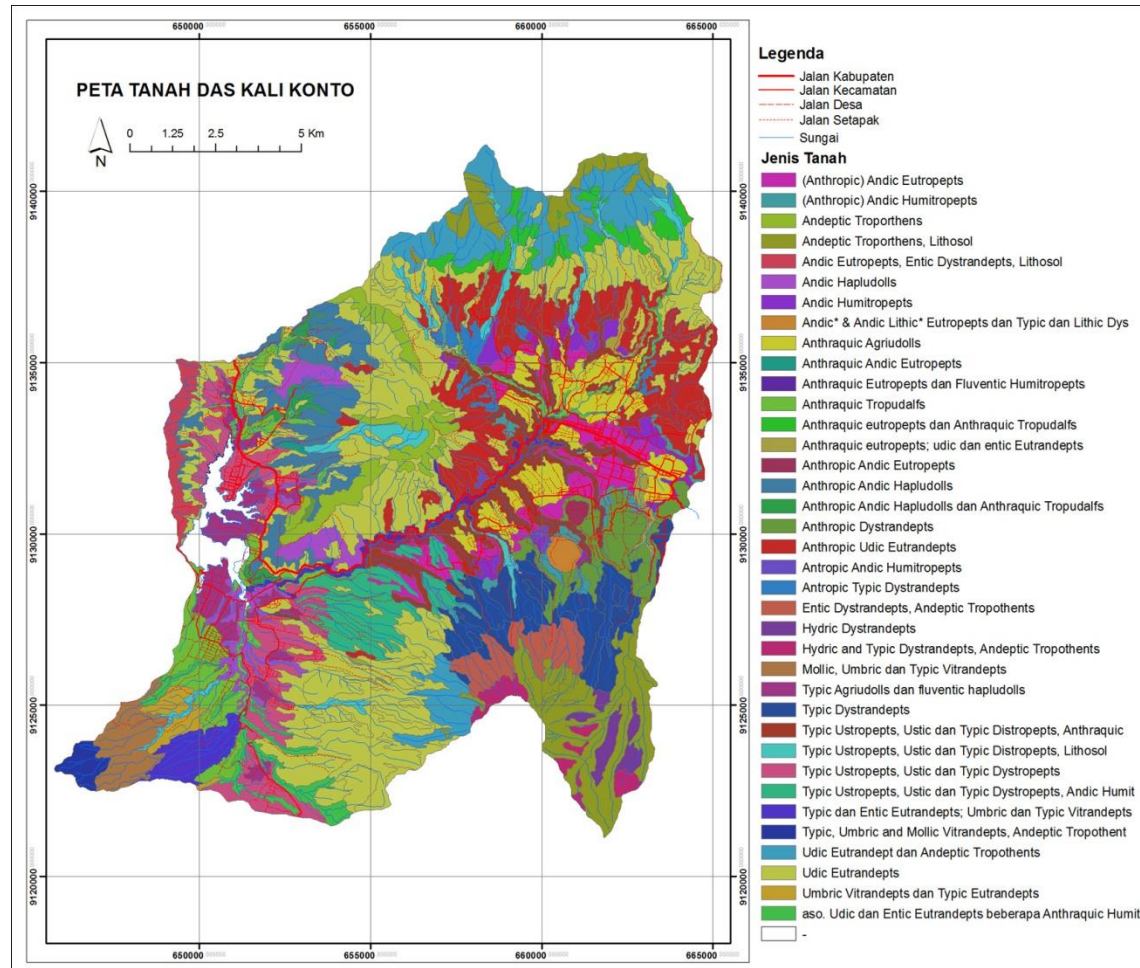 650000 655000 660000 665000
PETA TANAH DAS KALI KONTO
0 1.25 2.5 5 Km
N
9140000 9140000
9135000 9135000
9130000 9130000
9125000 9125000
9120000 9120000
650000 655000 660000 665000
Legenda
Jalan Kabupaten
Jalan Kecamatan
Jalan Desa
Jalan Setapak
Sungai
Jenis Tanah
(Anthropic) Andic Eutropepts
(Anthropic) Andic Humitropepts
Andeptic Troporthens
Andeptic Troporthens, Lithosol
Andic Eutropepts, Entic Dystrandepts, Lithosol
Andic Hapludolls
Andic Humitropepts
Andic* & Andic Lithic* Eutropepts dan Typic dan Lithic Dys
Anthraquic Agriudolls
Anthraquic Andic Eutropepts
Anthraquic Eutropepts dan Fluventic Humitropepts
Anthraquic Tropudalfs
Anthraquic eutropepts dan Anthraquic Tropudalfs
Anthraquic eutropepts; udic dan entic Eutrandepts
Anthropic Andic Eutropepts
Anthropic Andic Hapludolls
Anthropic Andic Hapludolls dan Anthraquic Tropudalfs
Anthropic Dystrandepts
Anthropic Udic Eutrandepts
Antropic Andic Humitropepts
Antropic Typic Dystrandepts
Entic Dystrandepts, Andeptic Tropothents
Hydric Dystrandepts
Hydric and Typic Dystrandepts, Andeptic Tropothents
Mollic, Umbric dan Typic Vitrandepts
Typic Agriudolls dan fluventic hapludolls
Typic Dystrandepts
Typic Ustropepts, Ustic dan Typic Distropepts, Anthraquic
Typic Ustropepts, Ustic dan Typic Distropepts, Lithosol
Typic Ustropepts, Ustic dan Typic Dystropepts
Typic Ustropepts, Ustic dan Typic Dystropepts, Andic Humit
Typic dan Entic Eutrandepts; Umbric dan Typic Vitrandepts
Typic, Umbric and Mollic Vitrandepts, Andeptic Tropothent
Udic Eutrandept dan Andeptic Tropothents
Udic Eutrandepts
Umbric Vitrandepts dan Typic Eutrandepts
aso. Udic dan Entic Eutrandepts beberapa Anthraquic Humit
-